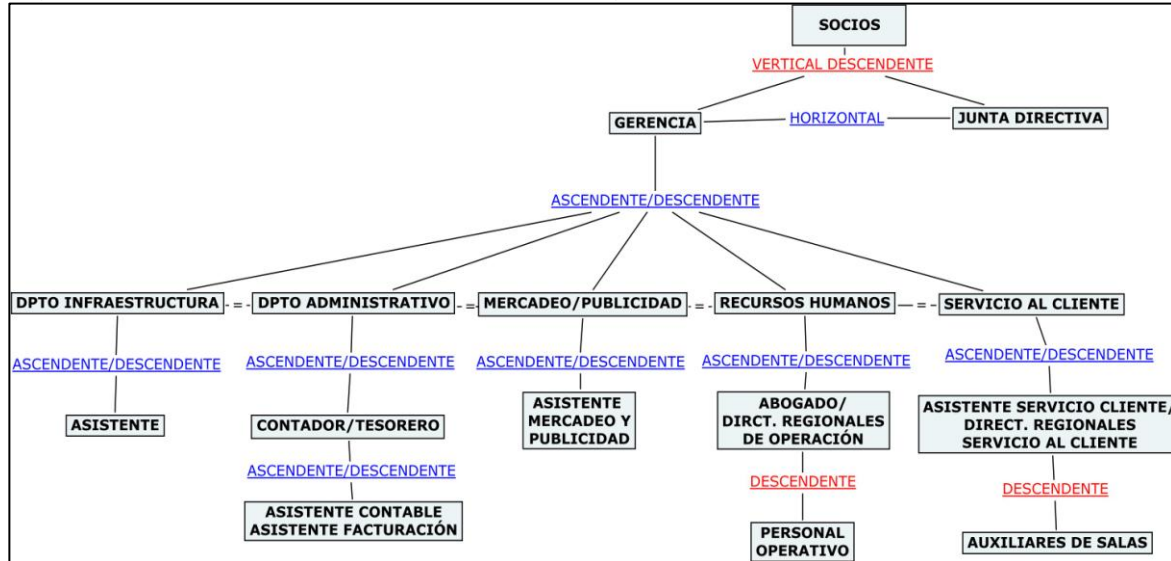 SOCIOS
VERTICAL DESCENDENTE
GERENCIA
HORIZONTAL
JUNTA DIRECTIVA
ASCENDENTE/DESCENDENTE
DPTO INFRAESTRUCTURA
=
DPTO ADMINISTRATIVO
=
MERCADEO/PUBLICIDAD
=
RECURSOS HUMANOS
=
SERVICIO AL CLIENTE
ASCENDENTE/DESCENDENTE
ASCENDENTE/DESCENDENTE
ASCENDENTE/DESCENDENTE
ASCENDENTE/DESCENDENTE
ASCENDENTE/DESCENDENTE
ASISTENTE
CONTADOR/TESORERO
ASISTENTE
MERCADEO Y
PUBLICIDAD
ABOGADO/
DIRCT. REGIONALES
DE OPERACIÓN
ASISTENTE SERVICIO CLIENTE/
DIRECT. REGIONALES
SERVICIO AL CLIENTE
ASCENDENTE/DESCENDENTE
DESCENDENTE
DESCENDENTE
ASISTENTE CONTABLE
ASISTENTE FACTURACIÓN
PERSONAL
OPERATIVO
AUXILIARES DE SALAS